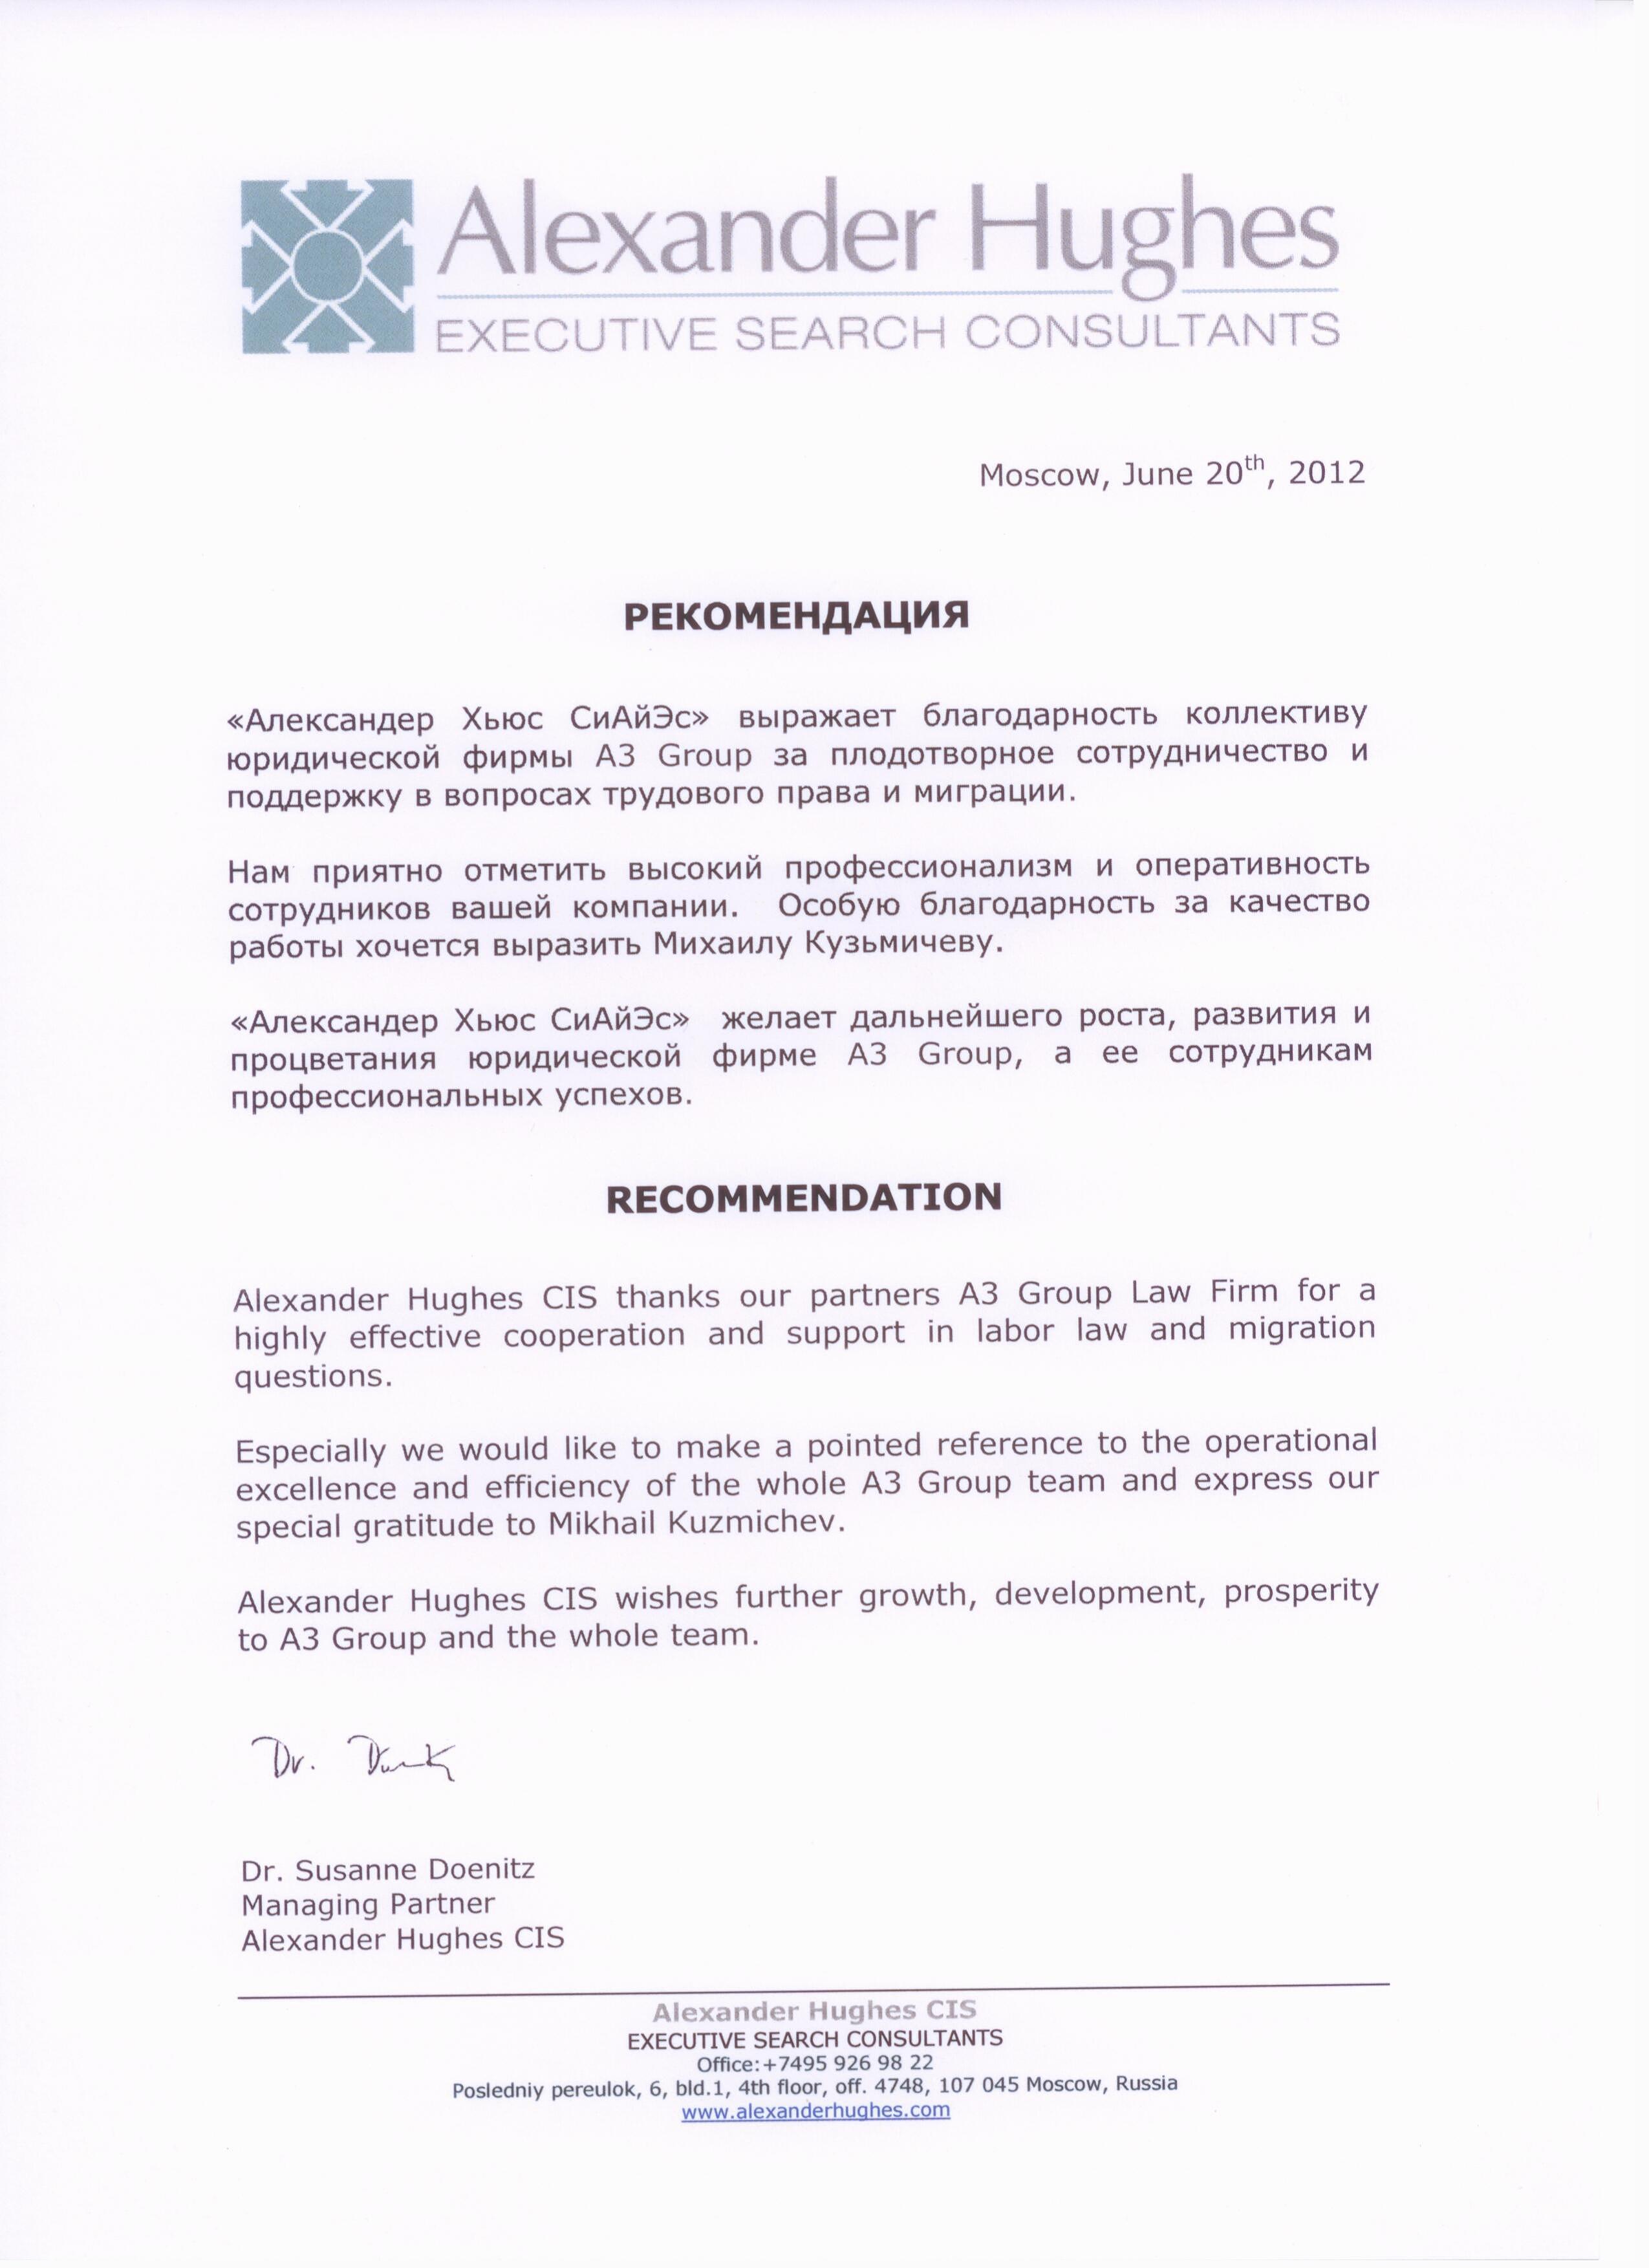 Alexander Hughes
EXECUTIVE SEARCH CONSULTANTS
Moscow, June 20th, 2012
РЕКОМЕНДАЦИЯ
«Александер Хьюс СиАйЭс» выражает благодарность коллективу
юридической фирмы А3 Group за плодотворное сотрудничество и
поддержку в вопросах трудового права и миграции.
Нам приятно отметить высокий профессионализм и оперативность
сотрудников вашей компании. Особую благодарность за качество
работы хочется выразить Михаилу Кузьмичеву.
«Александер Хьюс СиАйЭс» желает дальнейшего роста, развития и
процветания юридической фирме А3 Group, а ее сотрудникам
профессиональных успехов.
RECOMMENDATION
Alexander Hughes CIS thanks our partners A3 Group Law Firm for a
highly effective cooperation and support in labor law and migration
questions.
Especially we would like to make a pointed reference to the operational
excellence and efficiency of the whole A3 Group team and express our
special gratitude to Mikhail Kuzmichev.
Alexander Hughes CIS wishes further growth, development, prosperity
to A3 Group and the whole team.
Dr.
Dr. Susanne Doenitz
Managing Partner
Alexander Hughes CIS
Alexander Hughes CIS
EXECUTIVE SEARCH CONSULTANTS
Office:+7495 926 98 22
Posledniy pereulok, 6, bld.1, 4th floor, off. 4748, 107 045 Moscow, Russia
www.alexanderhughes.com